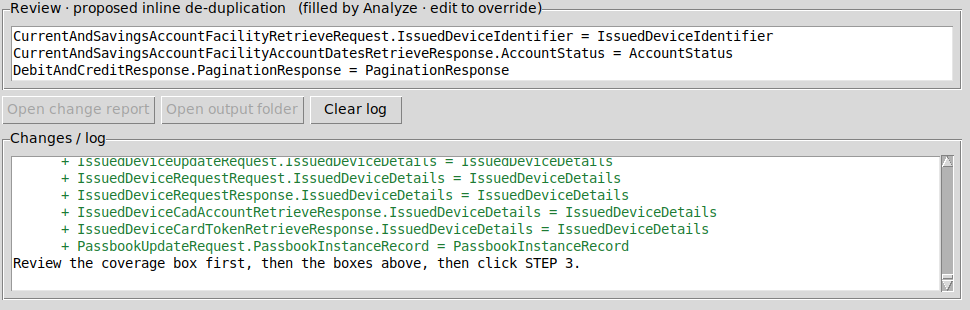 Review · proposed inline de-duplication (filled by Analyze · edit to override)
CurrentAndSavingsAccountFacilityRetrieveRequest.IssuedDeviceIdentifier = IssuedDeviceIdentifier
CurrentAndSavingsAccountFacilityAccountDatesRetrieveResponse.AccountStatus = AccountStatus
DebitAndCreditResponse.PaginationResponse = PaginationResponse
Open change report Open output folder Clear log
Changes / log
+ IssuedDeviceUpdateRequest.IssuedDeviceDetails = IssuedDeviceDetails
+ IssuedDeviceRequestRequest.IssuedDeviceDetails = IssuedDeviceDetails
+ IssuedDeviceRequestResponse.IssuedDeviceDetails = IssuedDeviceDetails
+ IssuedDeviceCadAccountRetrieveResponse.IssuedDeviceDetails = IssuedDeviceDetails
+ IssuedDeviceCardTokenRetrieveResponse.IssuedDeviceDetails = IssuedDeviceDetails
+ PassbookUpdateRequest.PassbookInstanceRecord = PassbookInstanceRecord
Review the coverage box first, then the boxes above, then click STEP 3.